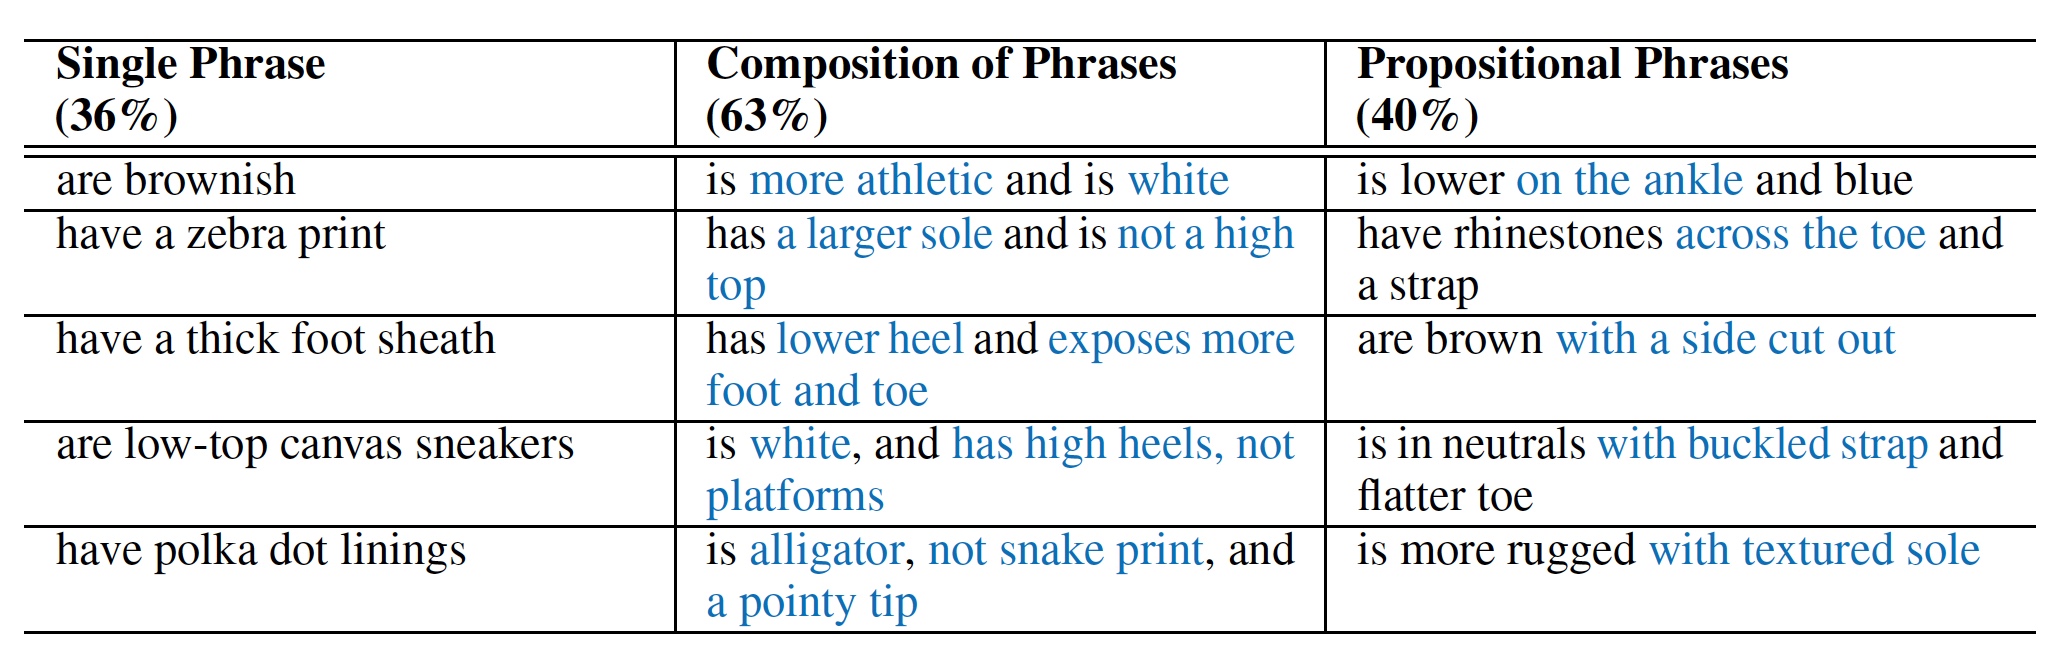 Single Phrase
(36%)
Composition of Phrases
(63%)
Propositional Phrases
(40%)
are brownish
is more athletic and is white
is lower on the ankle and blue
have a zebra print
has a larger sole and is not a high
top
have rhinestones across the toe and
a strap
have a thick foot sheath
has lower heel and exposes more
foot and toe
are brown with a side cut out
are low-top canvas sneakers
is white, and has high heels, not
platforms
is in neutrals with buckled strap and
flatter toe
have polka dot linings
is alligator, not snake print, and
a pointy tip
is more rugged with textured sole